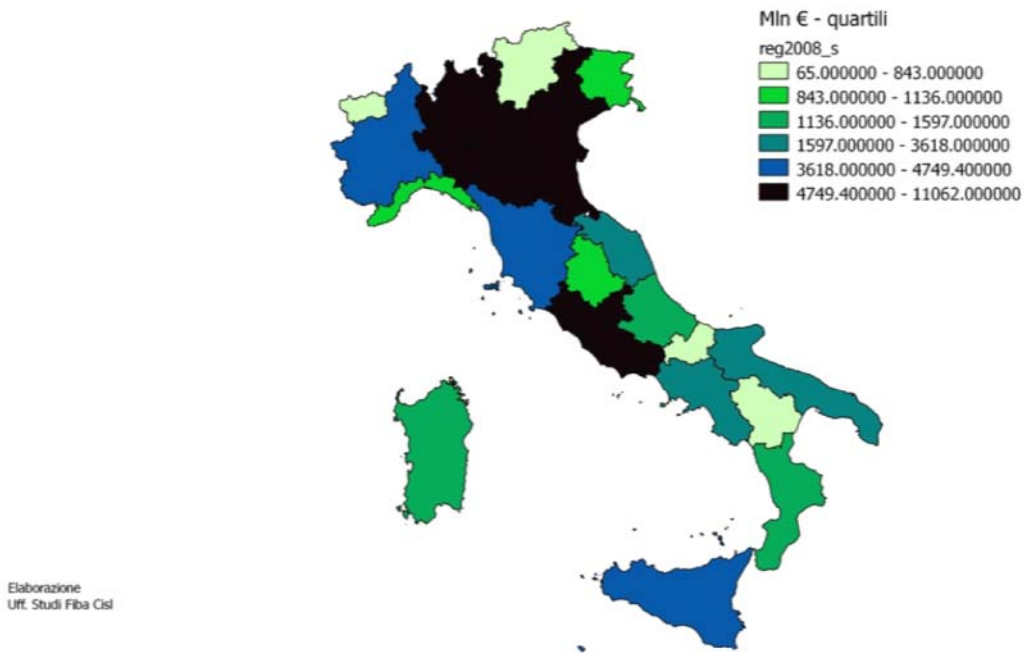 Mln € - quartili
reg2008_s
65.000000 - 843.000000
843.000000 - 1136.000000
1136.000000 - 1597.000000
1597.000000 - 3618.000000
3618.000000 - 4749.400000
4749.400000 - 11062.000000
Elaborazione
Uff. Studi Fiba Cisl